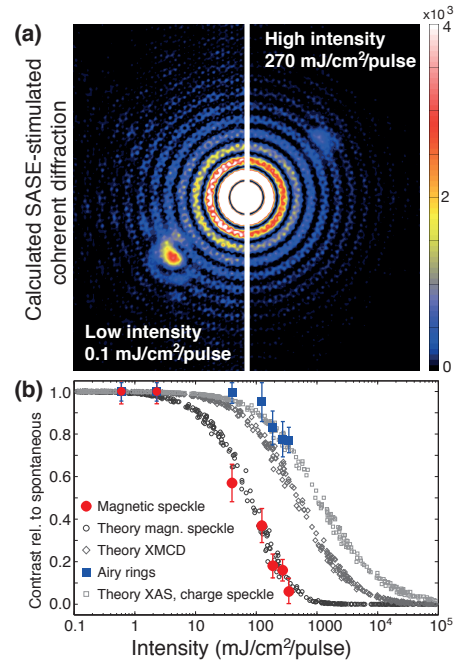 (a)
High intensity
270 mJ/cm²/pulse
4 x10³
2
0
Calculated SASE-stimulated
cohrerent diffraction
Low intensity
0.1 mJ/cm²/pulse
(b)
Contrast rel. to spontaneous
1.0
0.8
0.6
0.4
0.2
0.0
Magnetic speckle
Theory magn. speckle
Theory XMCD
Airy rings
Theory XAS, charge speckle
0.1 1 10 100 1000 10⁴ 10⁵
Intensity (mJ/cm²/pulse)